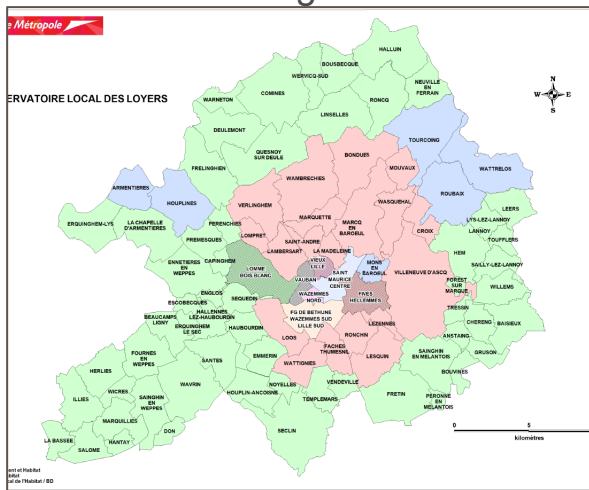 e Métropole
ERVATOIRE LOCAL DES LOYERS
HALLUIN
BOUSBECQUE
WERVICQ-SUD
NEUVILLE
EN
FERRAIN
COMINES
RONCQ
WARNETON
LINSELLES
DEULEMONT
TOURCOING
QUESNOY
SUR DEULE
BONDUES
MOUVAUX
WATTRELOS
FRELINGHIEN
WAMBRECHIES
ARMENTIERES
ROUBAIX
HOUPLINES
VERLINGHEM
WASQUEHAL
LEERS
MARQUETTE
LYS-LEZ-LANNOY
ERQUINGHEM-LYS
LA CHAPELLE
D'ARMENTIERES
PERENCHIES
MARCQ
EN
BAROEUL
CROIX
LANNOY
TOUFFLERS
LOMPRET
PREMESQUES
SAINT-ANDRE
LAMBERSART
LA MADELEINE
HEM
SAILLY-LEZ-LANNOY
ENNETIERES
EN
WEPPES
CAPINGHEM
LOMME
BOIS BLANC
VIEUX
LILLE
MONS
EN
BAROEUL
VILLENEUVE D'ASCQ
VAUBAN
SAINT
MAURICE
CENTRE
FOREST
SUR
MARQUE
WILLEMS
ENGLOS
SEQUEDIN
WAZEMMES
NORD
FIVES
HELLEMMES
TRESSIN
ESCOBECQUES
HALLENNES
LEZ-HAUBOURDIN
BEAUCAMPS
LIGNY
ERQUINGHEM
LE SEC
HAUBOURDIN
FG DE BETHUNE
WAZEMMES SUD
LILLE SUD
LEZENNES
CHERENG
BAISIEUX
ANSTAING
LOOS
RONCHIN
GRUSON
FOURNES
EN
WEPPES
SANTES
EMMERIN
FACHES
THUMESNIL
LESQUIN
SAINGHIN
EN MELANTOIS
WATTIGNIES
BOUVINES
HERLIES
WAVRIN
HOUPLIN-ANCOISNE
NOYELLES
VENDEVILLE
TEMPLEMARS
FRETIN
PÉRONNE
EN
MELANTOIS
ILLIES
WICRES
SAINGHIN
EN
WEPPES
MARQUILLIES
DON
SECLIN
LA BASSEE
HANTAY
SALOME
N
W
E
S
0 5
kilomètres
ent et Habitat
bitat
cal de l'Habitat / BD